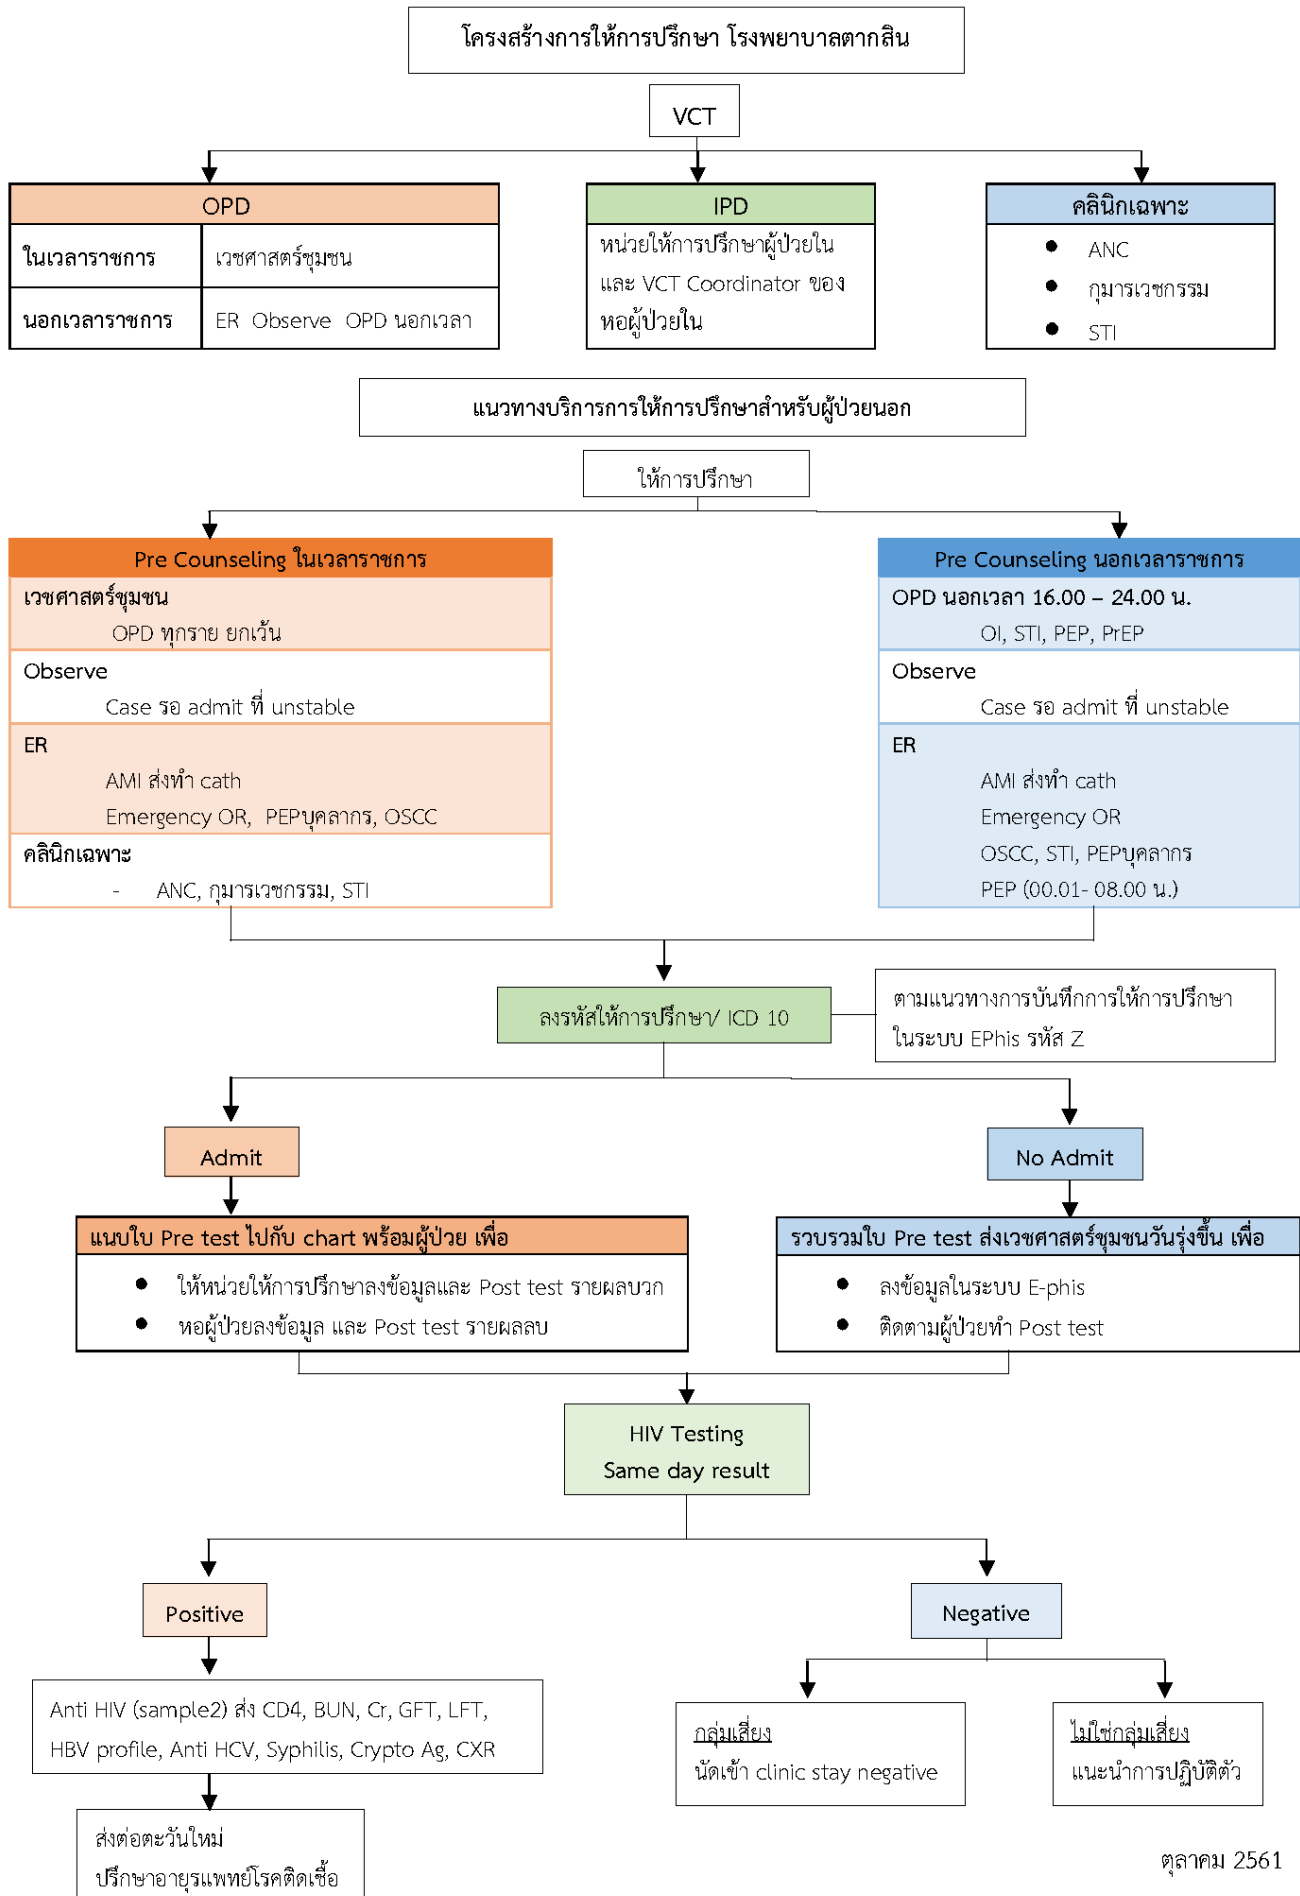 โครงสร้างการให้การปรึกษา โรงพยาบาลตากสิน
VCT
OPD
ในเวลาราชการ เวชศาสตร์ชุมชน
นอกเวลาราชการ ER Observe OPD นอกเวลา
IPD
หน่วยให้การปรึกษาผู้ป่วยใน
และ VCT Coordinator ของ
หอผู้ป่วยใน
คลินิกเฉพาะ
● ANC
● กุมารเวชกรรม
● STI
แนวทางบริการการให้การปรึกษาสำหรับผู้ป่วยนอก
ให้การปรึกษา
Pre Counseling ในเวลาราชการ
เวชศาสตร์ชุมชน
OPD ทุกราย ยกเว้น
Observe
Case รอ admit ที่ unstable
ER
AMI ส่งทำ cath
Emergency OR, PEPบุคลากร, OSCC
คลินิกเฉพาะ
- ANC, กุมารเวชกรรม, STI
Pre Counseling นอกเวลาราชการ
OPD นอกเวลา 16.00 – 24.00 น.
OI, STI, PEP, PrEP
Observe
Case รอ admit ที่ unstable
ER
AMI ส่งทำ cath
Emergency OR
OSCC, STI, PEPบุคลากร
PEP (00.01- 08.00 น.)
ลงรหัสให้การปรึกษา/ ICD 10
ตามแนวทางการบันทึกการให้การปรึกษา
ในระบบ EPhis รหัส Z
Admit
No Admit
แนบใบ Pre test ไปกับ chart พร้อมผู้ป่วย เพื่อ
● ให้หน่วยให้การปรึกษาลงข้อมูลและ Post test รายผลบวก
● หอผู้ป่วยลงข้อมูล และ Post test รายผลลบ
รวบรวมใบ Pre test ส่งเวชศาสตร์ชุมชนวันรุ่งขึ้น เพื่อ
● ลงข้อมูลในระบบ E-phis
● ติดตามผู้ป่วยทำ Post test
HIV Testing
Same day result
Positive
Negative
Anti HIV (sample2) ส่ง CD4, BUN, Cr, GFT, LFT,
HBV profile, Anti HCV, Syphilis, Crypto Ag, CXR
กลุ่มเสี่ยง
นัดเข้า clinic stay negative
ไม่ใช่กลุ่มเสี่ยง
แนะนำการปฏิบัติตัว
ส่งต่อตะวันใหม่
ปรึกษาอายุรแพทย์โรคติดเชื้อ
ตุลาคม 2561